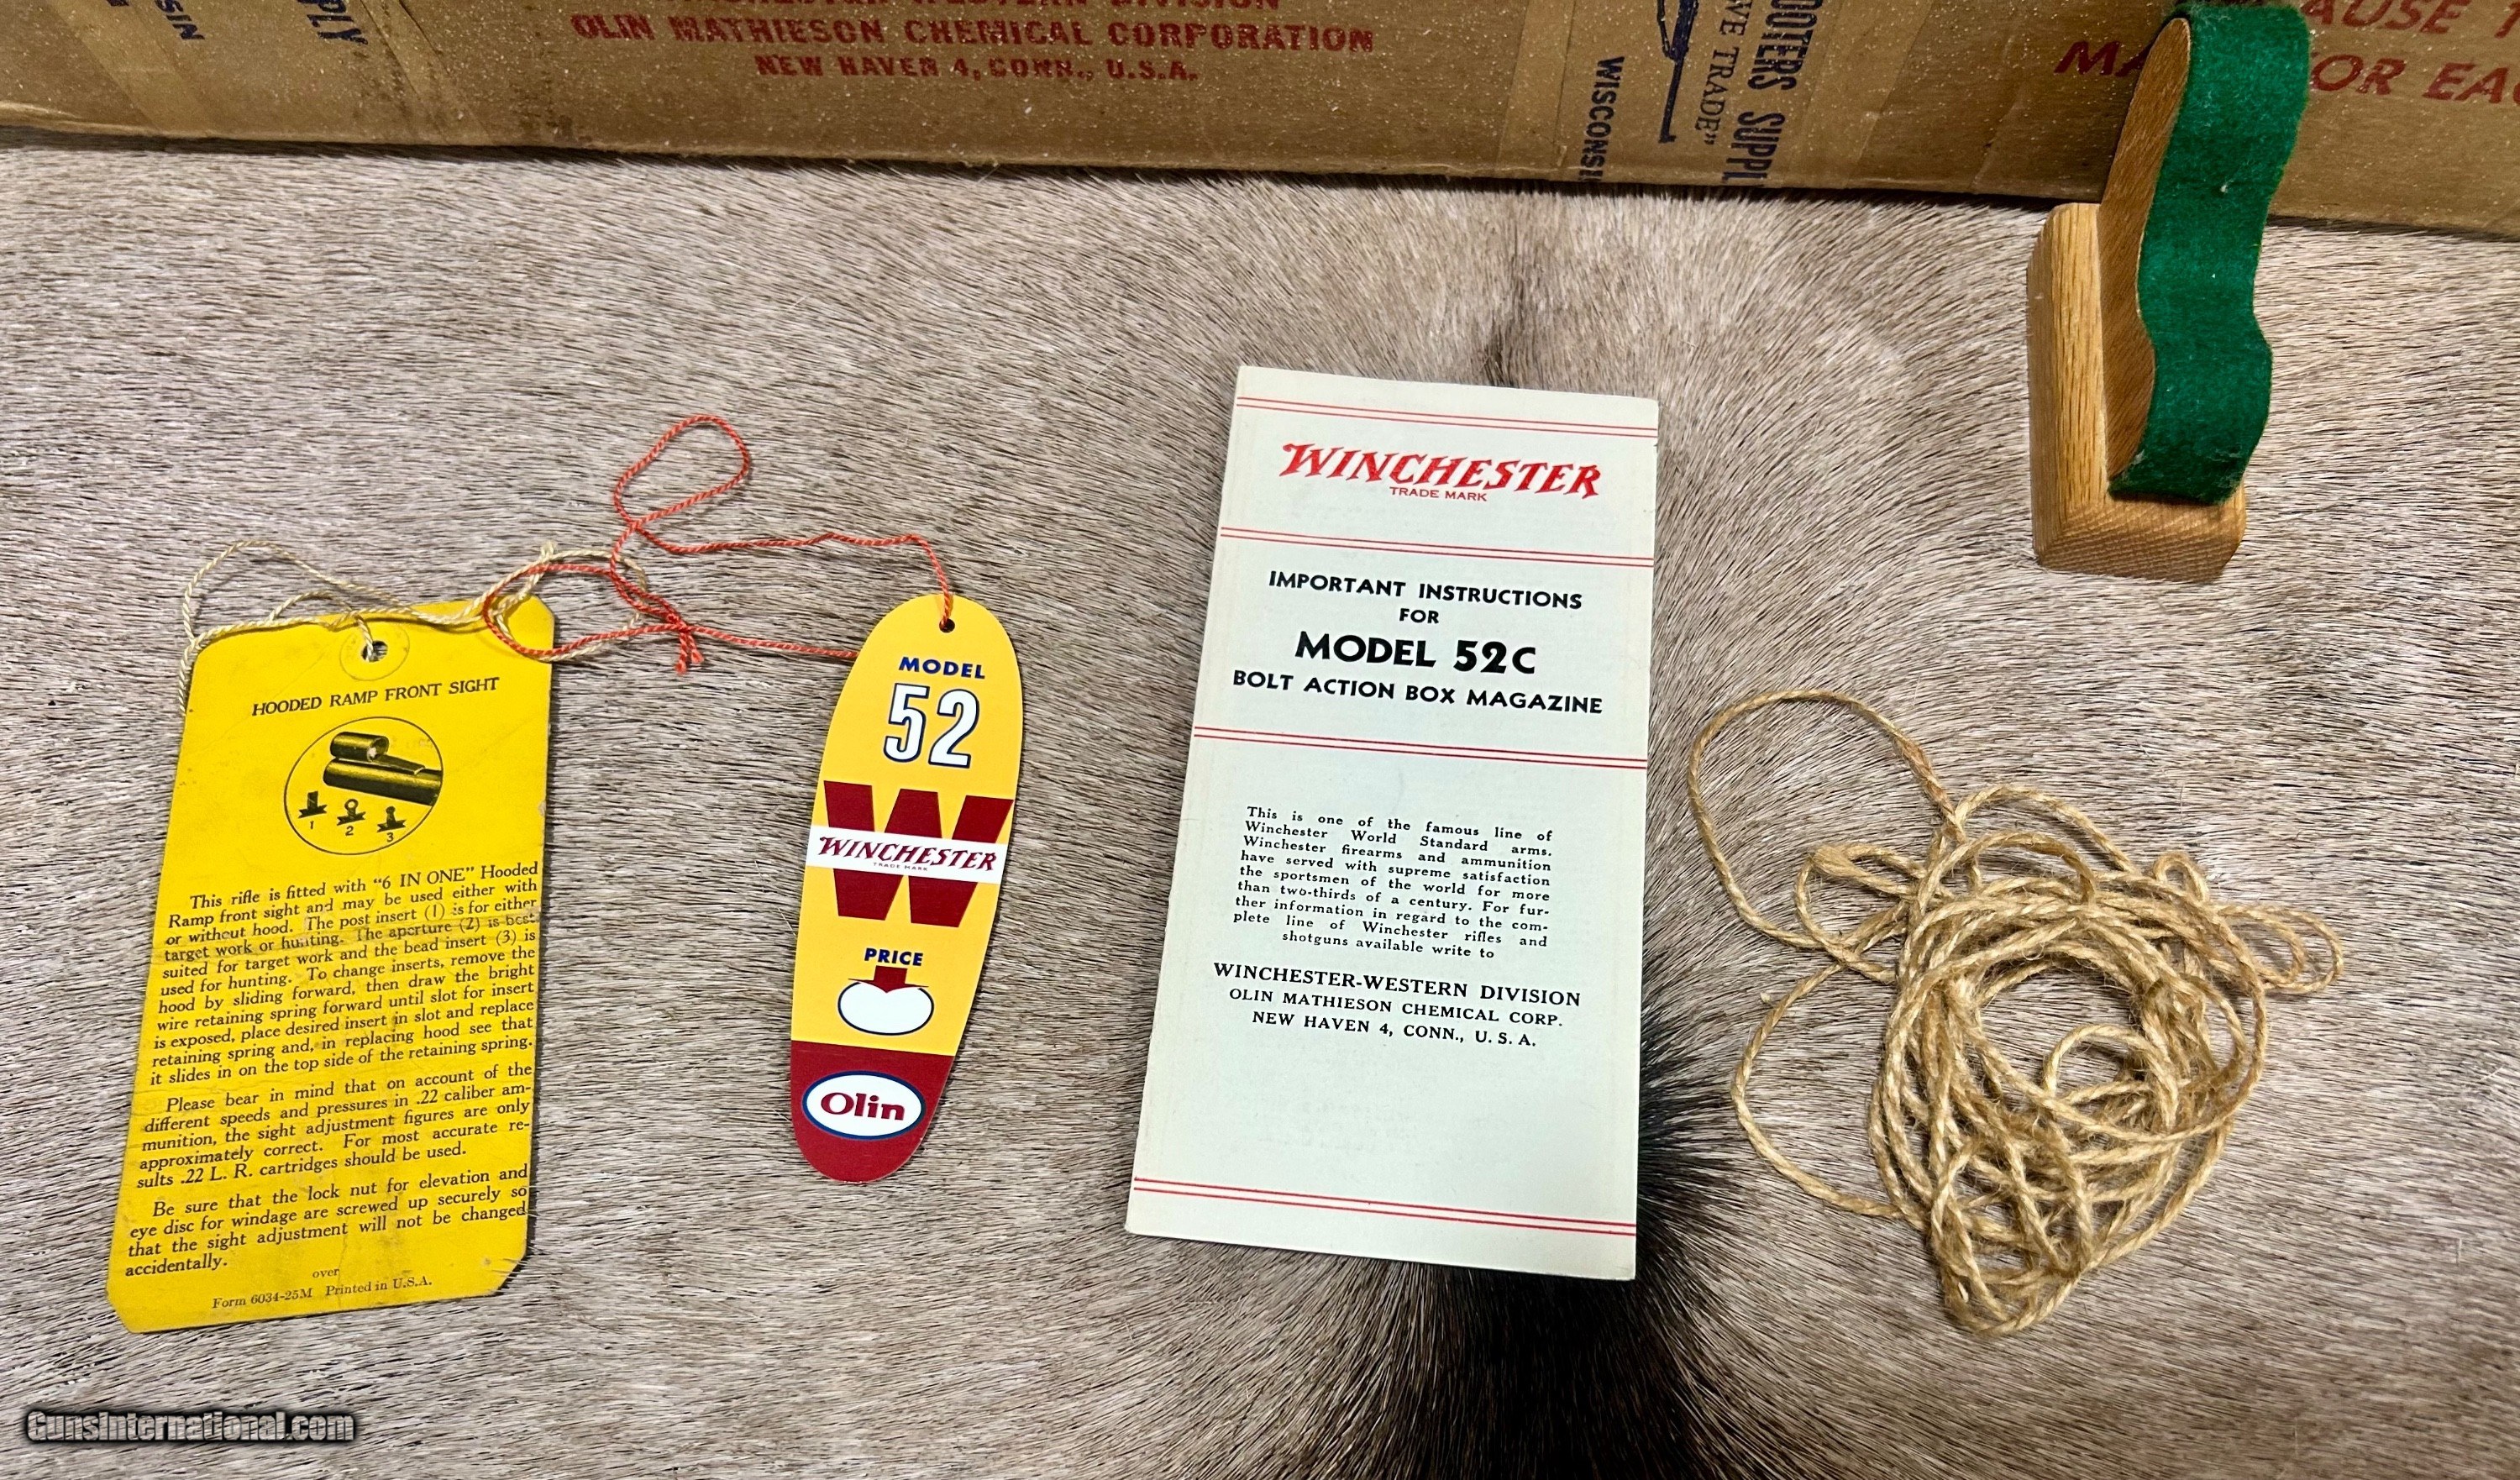 OLIN MATHIESON CHEMICAL CORPORATION
NEW HAVEN 4, CONN., U.S.A.
WISCONSI
OOTERS SUPPL
VE TRADE"
SIN
PLY
AUSE
MA OR EAC
HOODED RAMP FRONT SIGHT
1 2 3
This rifle is fitted with "6 IN ONE" Hooded
Ramp front sight and may be used either with
or without hood. The post insert (1) is for either
target work or hunting. The aperture (2) is best
suited for target work and the bead insert (3) is
used for hunting. To change inserts, remove the
hood by sliding forward, then draw the bright
wire retaining spring forward until slot for insert
is exposed, place desired insert in slot and replace
retaining spring and, in replacing hood see that
it slides in on the top side of the retaining spring.
Please bear in mind that on account of the
different speeds and pressures in .22 caliber am-
munition, the sight adjustment figures are only
approximately correct. For most accurate re-
sults .22 L. R. cartridges should be used.
Be sure that the lock nut for elevation and
eye disc for windage are screwed up securely so
that the sight adjustment will not be changed
accidentally.
over
Form 6034-25M Printed in U.S.A.
MODEL
52
W
WINCHESTER
TRADE MARK
PRICE
Olin
WINCHESTER
TRADE MARK
IMPORTANT INSTRUCTIONS
FOR
MODEL 52C
BOLT ACTION BOX MAGAZINE
This is one of the famous line of
Winchester World Standard arms.
Winchester firearms and ammunition
have served with supreme satisfaction
the sportsmen of the world for more
than two-thirds of a century. For fur-
ther information in regard to the com-
plete line of Winchester rifles and
shotguns available write to
WINCHESTER-WESTERN DIVISION
OLIN MATHIESON CHEMICAL CORP.
NEW HAVEN 4, CONN., U. S. A.
GunsInternational.com